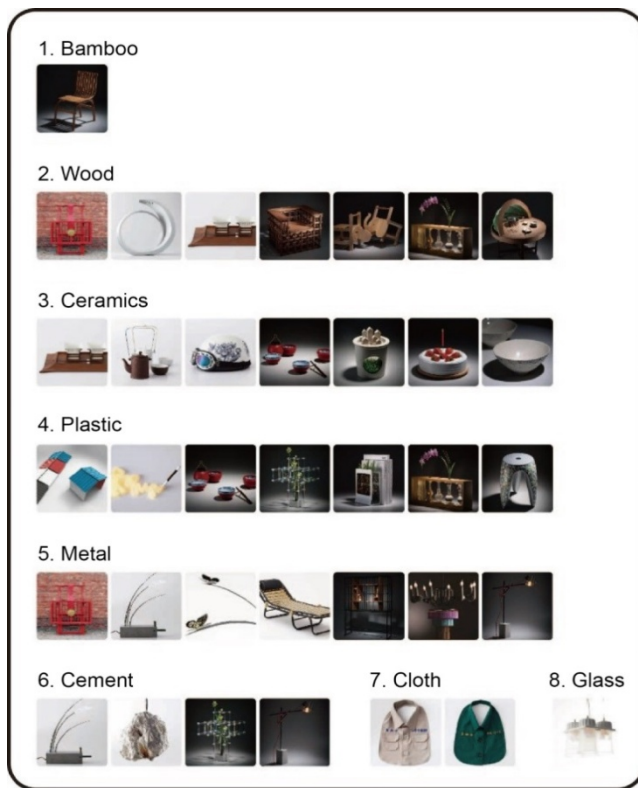 1. Bamboo
2. Wood
3. Ceramics
4. Plastic
5. Metal
6. Cement
7. Cloth
8. Glass